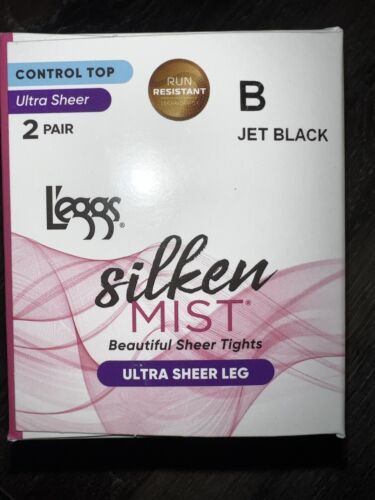 CONTROL TOP
Ultra Sheer
2 PAIR
RUN
RESISTANT
TECHNOLOGY
B
JET BLACK
L'eggs®
silken
MIST®
Beautiful Sheer Tights
ULTRA SHEER LEG